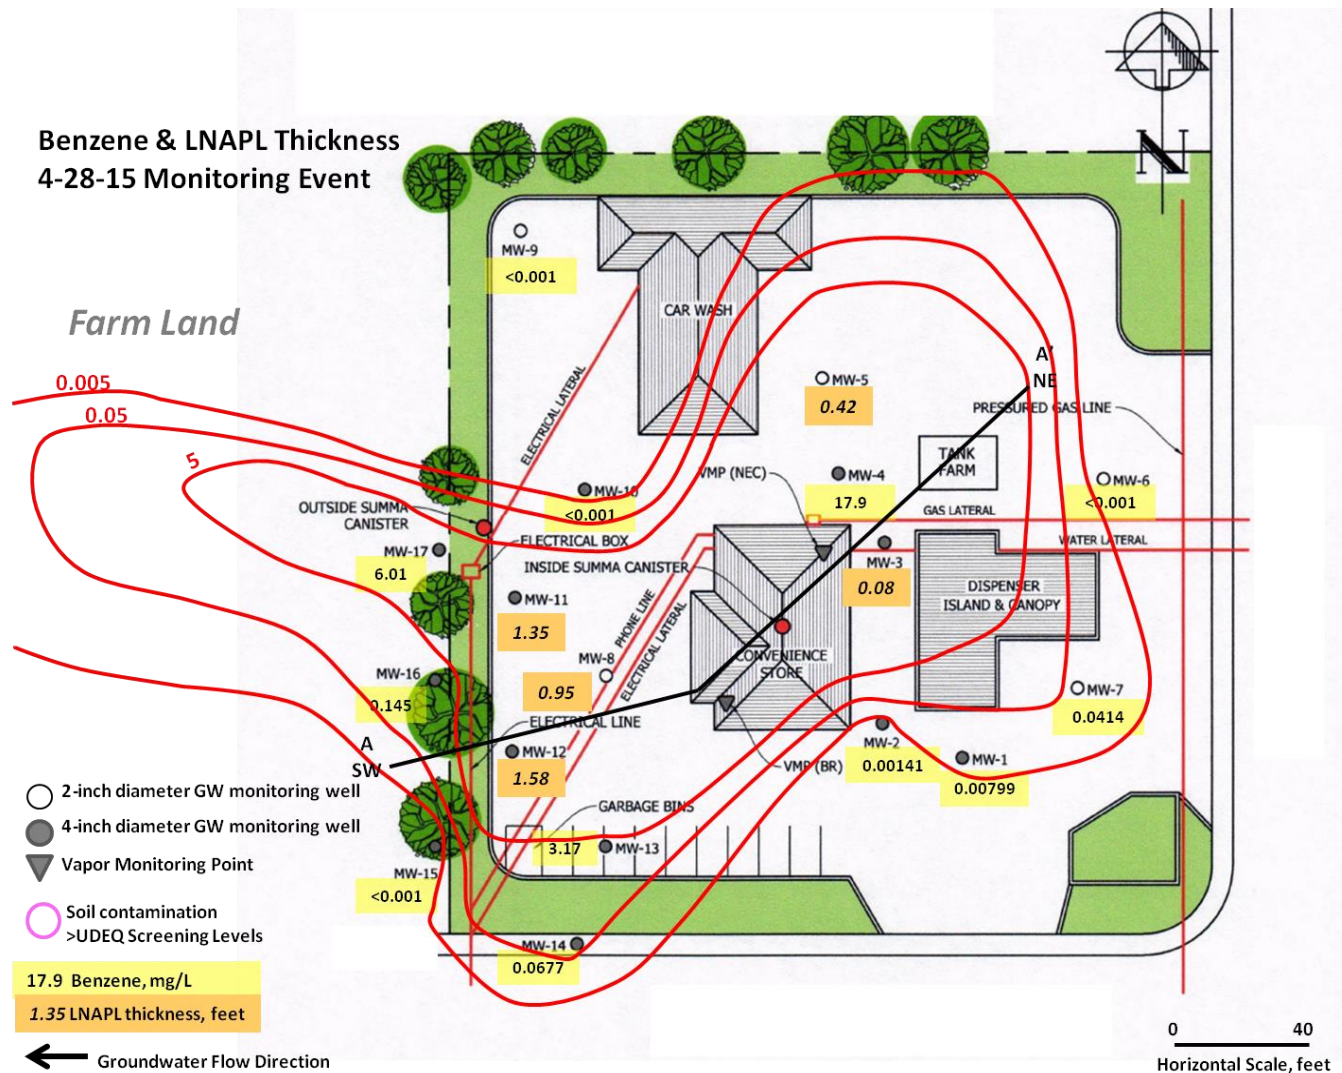 Benzene & LNAPL Thickness
4-28-15 Monitoring Event
N
MW-9
<0.001
Farm Land
CAR WASH
0.005
0.05
5
ELECTRICAL LATERAL
MW-5
0.42
A'
NE
PRESSURED GAS LINE
TANK
FARM
VMP (NEC)
MW-4
17.9
MW-6
<0.001
MW-10
<0.001
OUTSIDE SUMMA
CANISTER
GAS LATERAL
WATER LATERAL
MW-17
6.01
ELECTRICAL BOX
INSIDE SUMMA CANISTER
MW-3
0.08
DISPENSER
ISLAND & CANOPY
MW-11
1.35
PHONE LINE
ELECTRICAL LATERAL
MW-8
0.95
CONVENIENCE
STORE
MW-16
0.145
MW-7
0.0414
ELECTRICAL LINE
A
SW
MW-12
1.58
VMP (BR)
MW-2
0.00141
MW-1
0.00799
GARBAGE BINS
3.17
MW-13
MW-15
<0.001
MW-14
0.0677
2-inch diameter GW monitoring well
4-inch diameter GW monitoring well
Vapor Monitoring Point
Soil contamination
>UDEQ Screening Levels
17.9 Benzene, mg/L
1.35 LNAPL thickness, feet
Groundwater Flow Direction
0 40
Horizontal Scale, feet